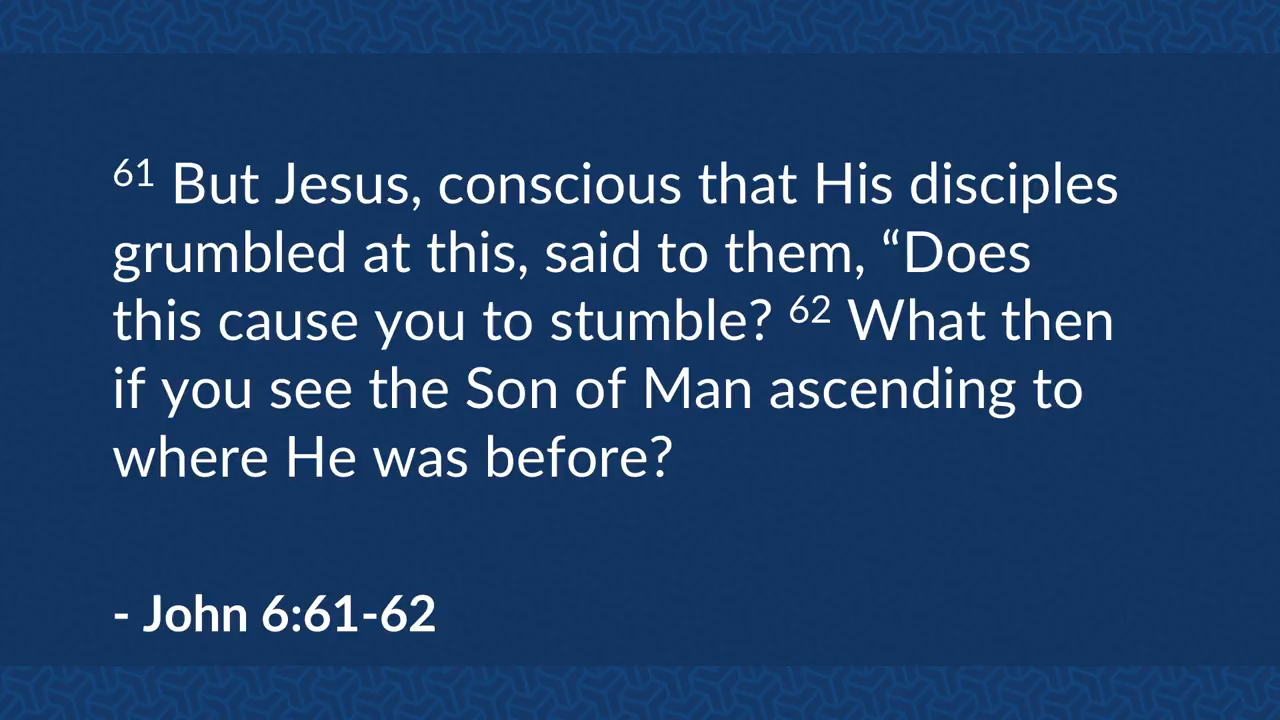 61 But Jesus, conscious that His disciples
grumbled at this, said to them, “Does
this cause you to stumble? 62 What then
if you see the Son of Man ascending to
where He was before?
- John 6:61-62